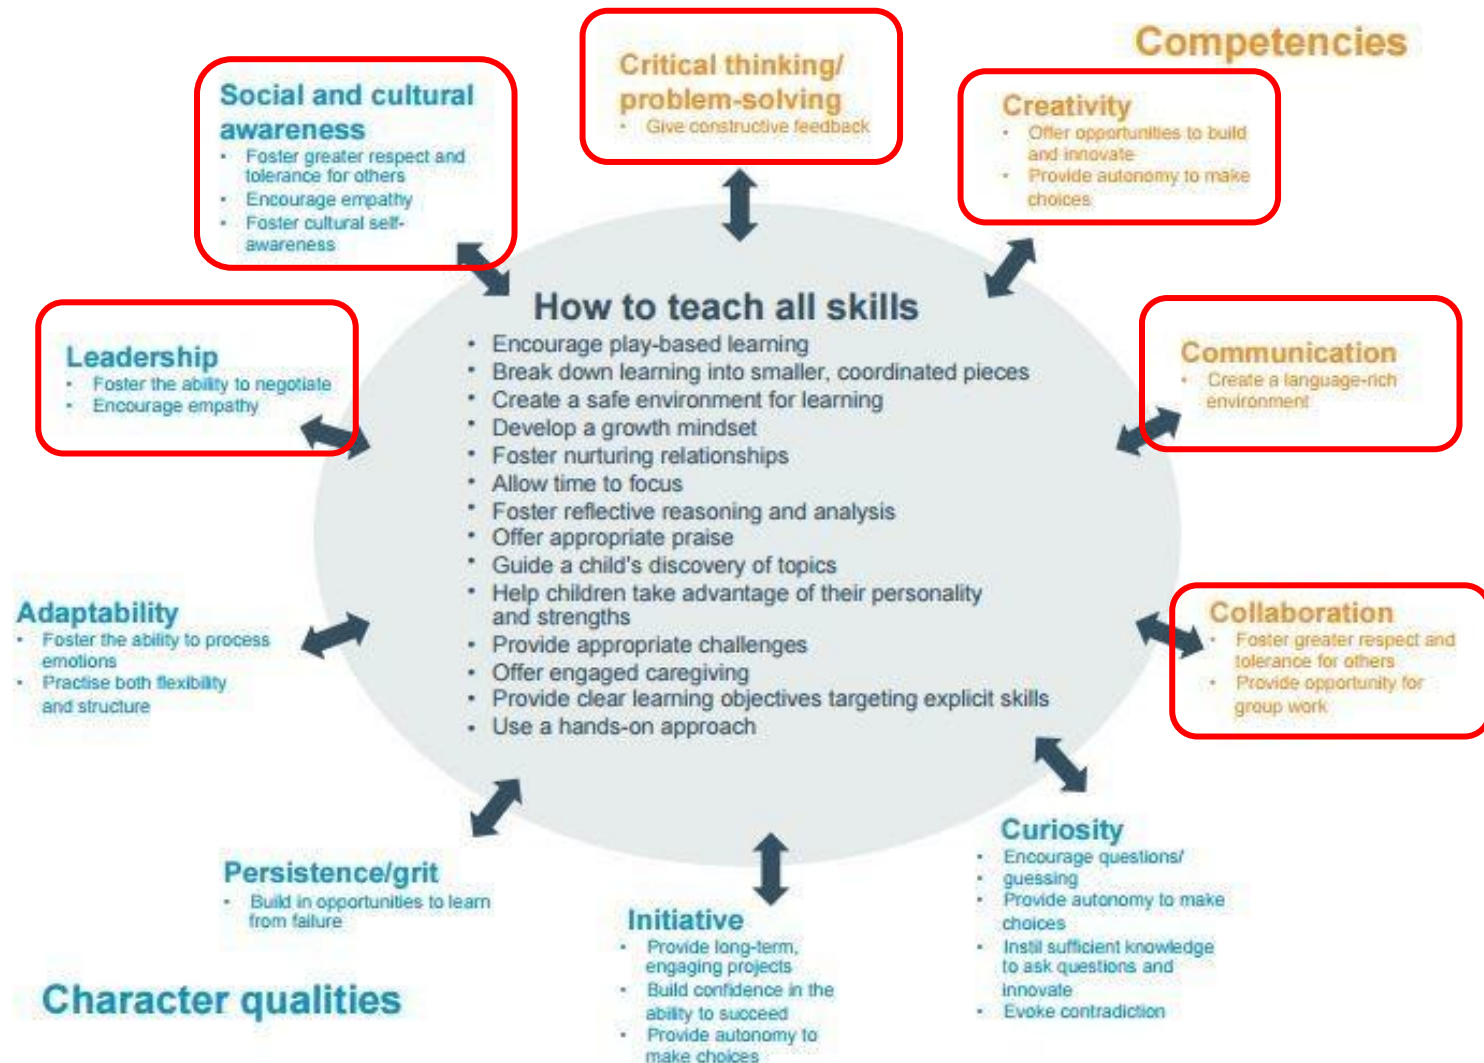 Competencies
Critical thinking/
problem-solving
• Give constructive feedback
Social and cultural
awareness
• Foster greater respect and
tolerance for others
• Encourage empathy
• Foster cultural self-
awareness
Creativity
• Offer opportunities to build
and innovate
• Provide autonomy to make
choices
Leadership
• Foster the ability to negotiate
• Encourage empathy
Communication
• Create a language-rich
environment
How to teach all skills
• Encourage play-based learning
• Break down learning into smaller, coordinated pieces
• Create a safe environment for learning
• Develop a growth mindset
• Foster nurturing relationships
• Allow time to focus
• Foster reflective reasoning and analysis
• Offer appropriate praise
• Guide a child's discovery of topics
• Help children take advantage of their personality
and strengths
• Provide appropriate challenges
• Offer engaged caregiving
• Provide clear learning objectives targeting explicit skills
• Use a hands-on approach
Adaptability
• Foster the ability to process
emotions
• Practise both flexibility
and structure
Collaboration
• Foster greater respect and
tolerance for others
• Provide opportunity for
group work
Persistence/grit
• Build in opportunities to learn
from failure
Initiative
• Provide long-term,
engaging projects
• Build confidence in the
ability to succeed
• Provide autonomy to
make choices
Curiosity
• Encourage questions/
• guessing
• Provide autonomy to make
choices
• Instil sufficient knowledge
to ask questions and
innovate
• Evoke contradiction
Character qualities